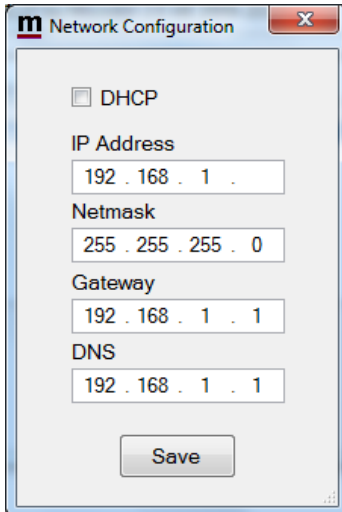 m Network Configuration
DHCP
IP Address
192 . 168 . 1 .
Netmask
255 . 255 . 255 . 0
Gateway
192 . 168 . 1 . 1
DNS
192 . 168 . 1 . 1
Save